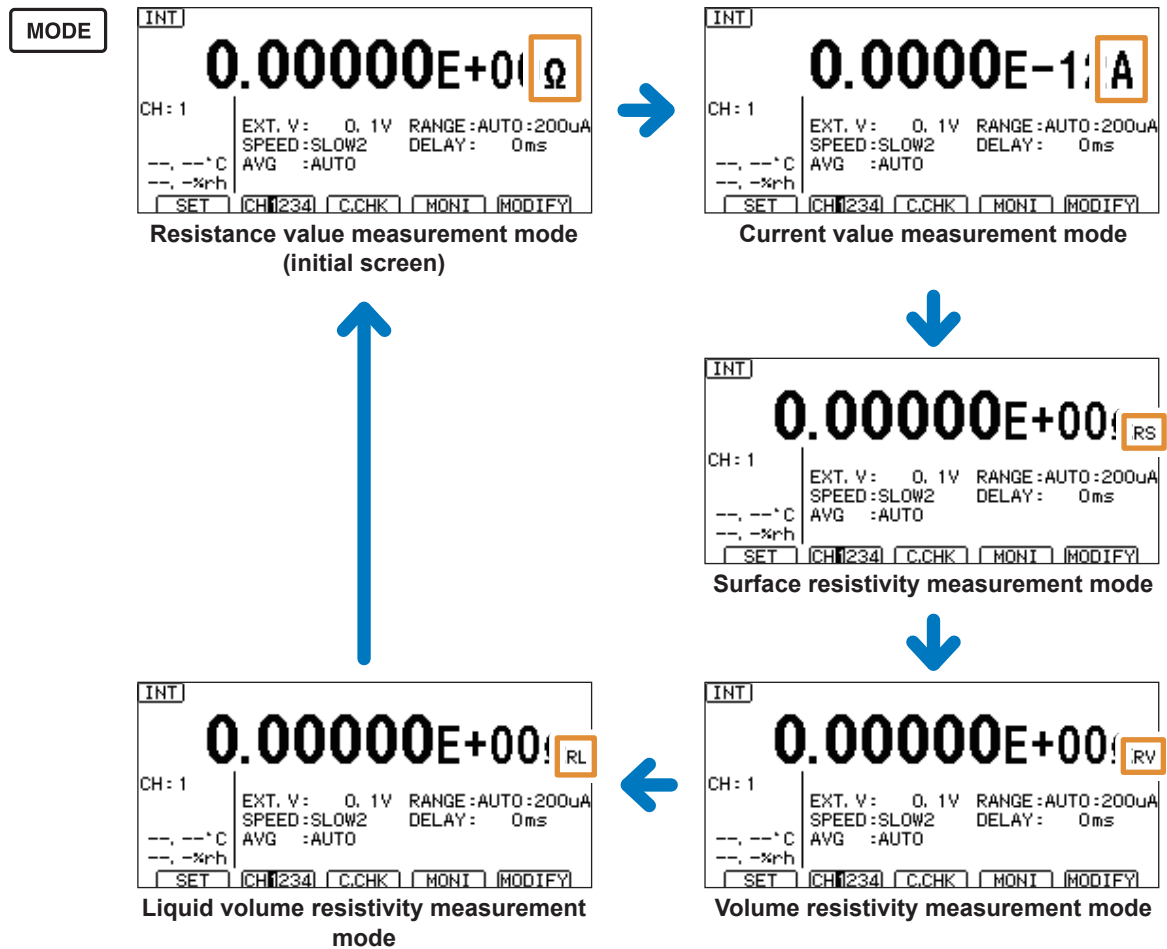 MODE
INT
0.00000E+0 Ω
CH:1
EXT. V: 0. 1V RANGE:AUTO:200uA
SPEED:SLOW2 DELAY: 0ms
--. --°C AVG :AUTO
--. -%rh
SET CH1234 C.CHK MONI MODIFY
Resistance value measurement mode
(initial screen)
INT
0.0000E-1 A
CH:1
EXT. V: 0. 1V RANGE:AUTO:200uA
SPEED:SLOW2 DELAY: 0ms
--. --°C AVG :AUTO
--. -%rh
SET CH1234 C.CHK MONI MODIFY
Current value measurement mode
INT
0.00000E+00 RS
CH:1
EXT. V: 0. 1V RANGE:AUTO:200uA
SPEED:SLOW2 DELAY: 0ms
--. --°C AVG :AUTO
--. -%rh
SET CH1234 C.CHK MONI MODIFY
Surface resistivity measurement mode
INT
0.00000E+00 RV
CH:1
EXT. V: 0. 1V RANGE:AUTO:200uA
SPEED:SLOW2 DELAY: 0ms
--. --°C AVG :AUTO
--. -%rh
SET CH1234 C.CHK MONI MODIFY
Volume resistivity measurement mode
INT
0.00000E+00 RL
CH:1
EXT. V: 0. 1V RANGE:AUTO:200uA
SPEED:SLOW2 DELAY: 0ms
--. --°C AVG :AUTO
--. -%rh
SET CH1234 C.CHK MONI MODIFY
Liquid volume resistivity measurement
mode